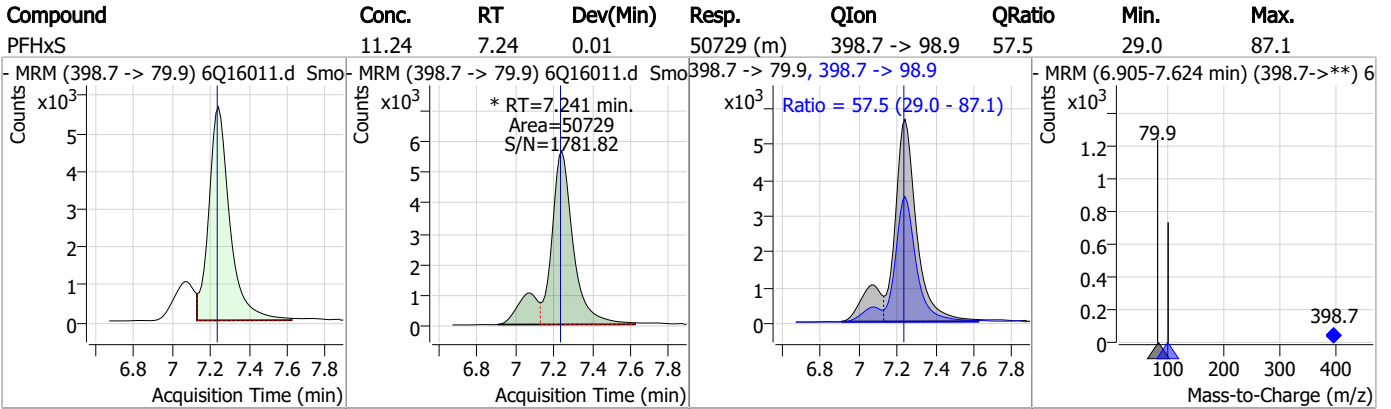 Compound Conc. RT Dev(Min) Resp. QIon QRatio Min. Max.
PFHxS 11.24 7.24 0.01 50729 (m) 398.7 -> 98.9 57.5 29.0 87.1
- MRM (398.7 -> 79.9) 6Q16011.d Smo
Counts
x10³
5
4
3
2
1
0
6.8 7 7.2 7.4 7.6 7.8
Acquisition Time (min)
- MRM (398.7 -> 79.9) 6Q16011.d Smo
Counts
x10³
* RT=7.241 min.
Area=50729
S/N=1781.82
6
5
4
3
2
1
0
6.8 7 7.2 7.4 7.6 7.8
Acquisition Time (min)
398.7 -> 79.9, 398.7 -> 98.9
x10³
Ratio = 57.5 (29.0 - 87.1)
5
4
3
2
1
0
6.8 7 7.2 7.4 7.6 7.8
Acquisition Time (min)
- MRM (6.905-7.624 min) (398.7->**) 6
Counts
x10³
79.9
1.2
1
0.8
0.6
0.4
0.2
398.7
0
100 200 300 400
Mass-to-Charge (m/z)